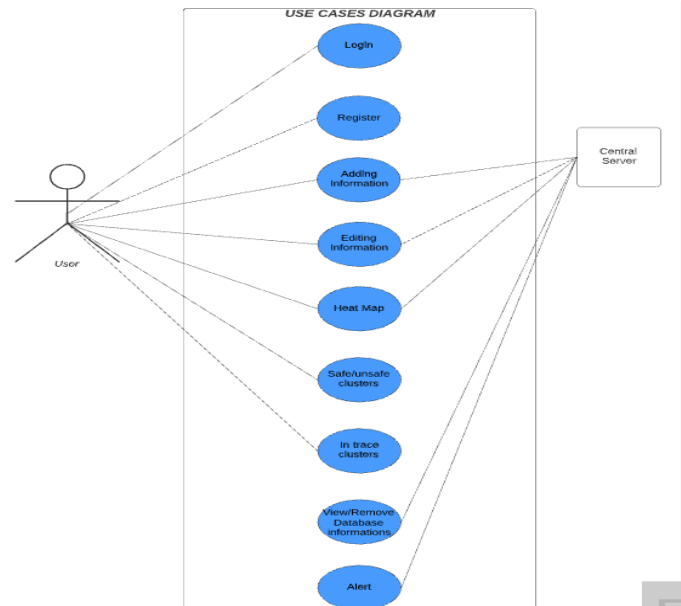 USE CASES DIAGRAM
LogIn
Register
Adding
Information
Editing
Information
Heat Map
Safe/unsafe
clusters
In trace
clusters
View/Remove
Database
informations
Alert
User
Central
Server